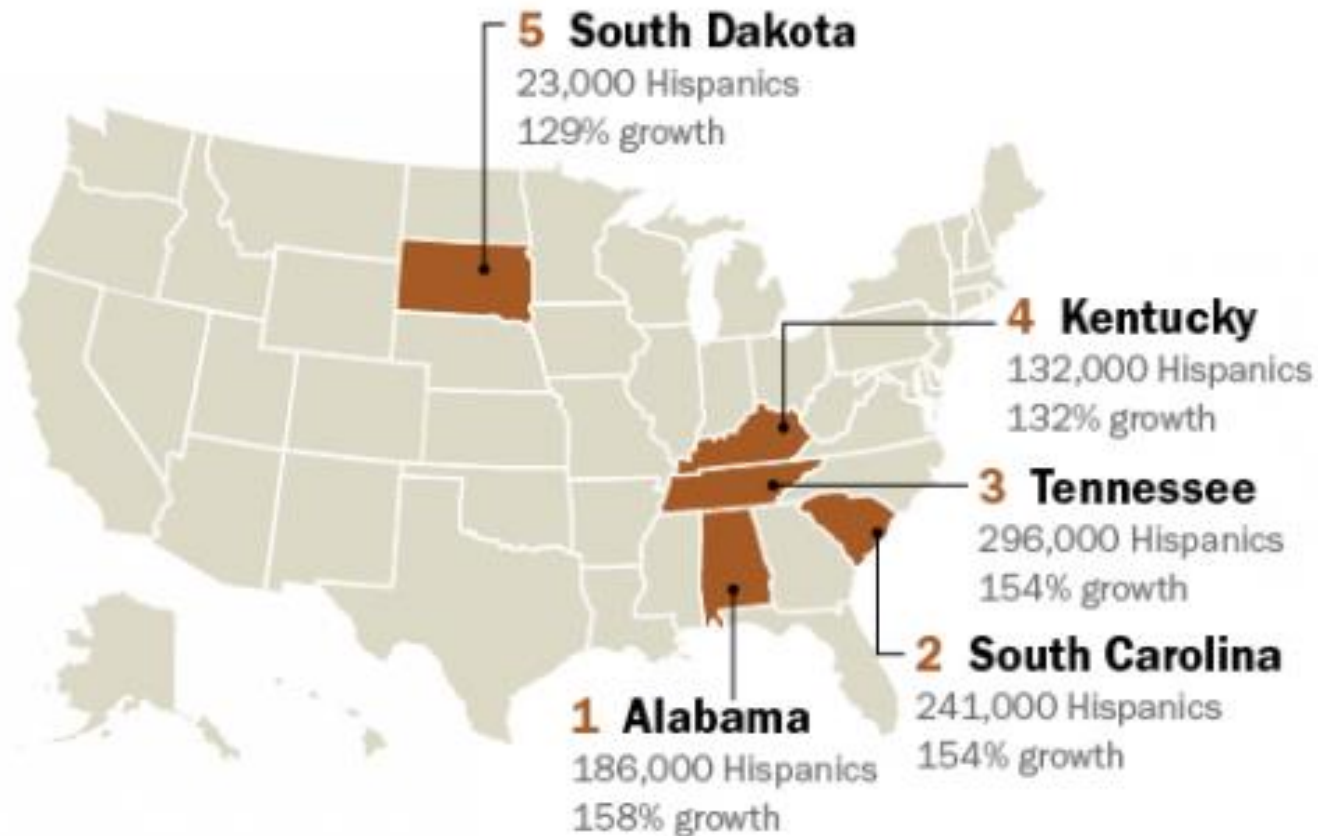 5 South Dakota
23,000 Hispanics
129% growth
4 Kentucky
132,000 Hispanics
132% growth
3 Tennessee
296,000 Hispanics
154% growth
2 South Carolina
241,000 Hispanics
154% growth
1 Alabama
186,000 Hispanics
158% growth